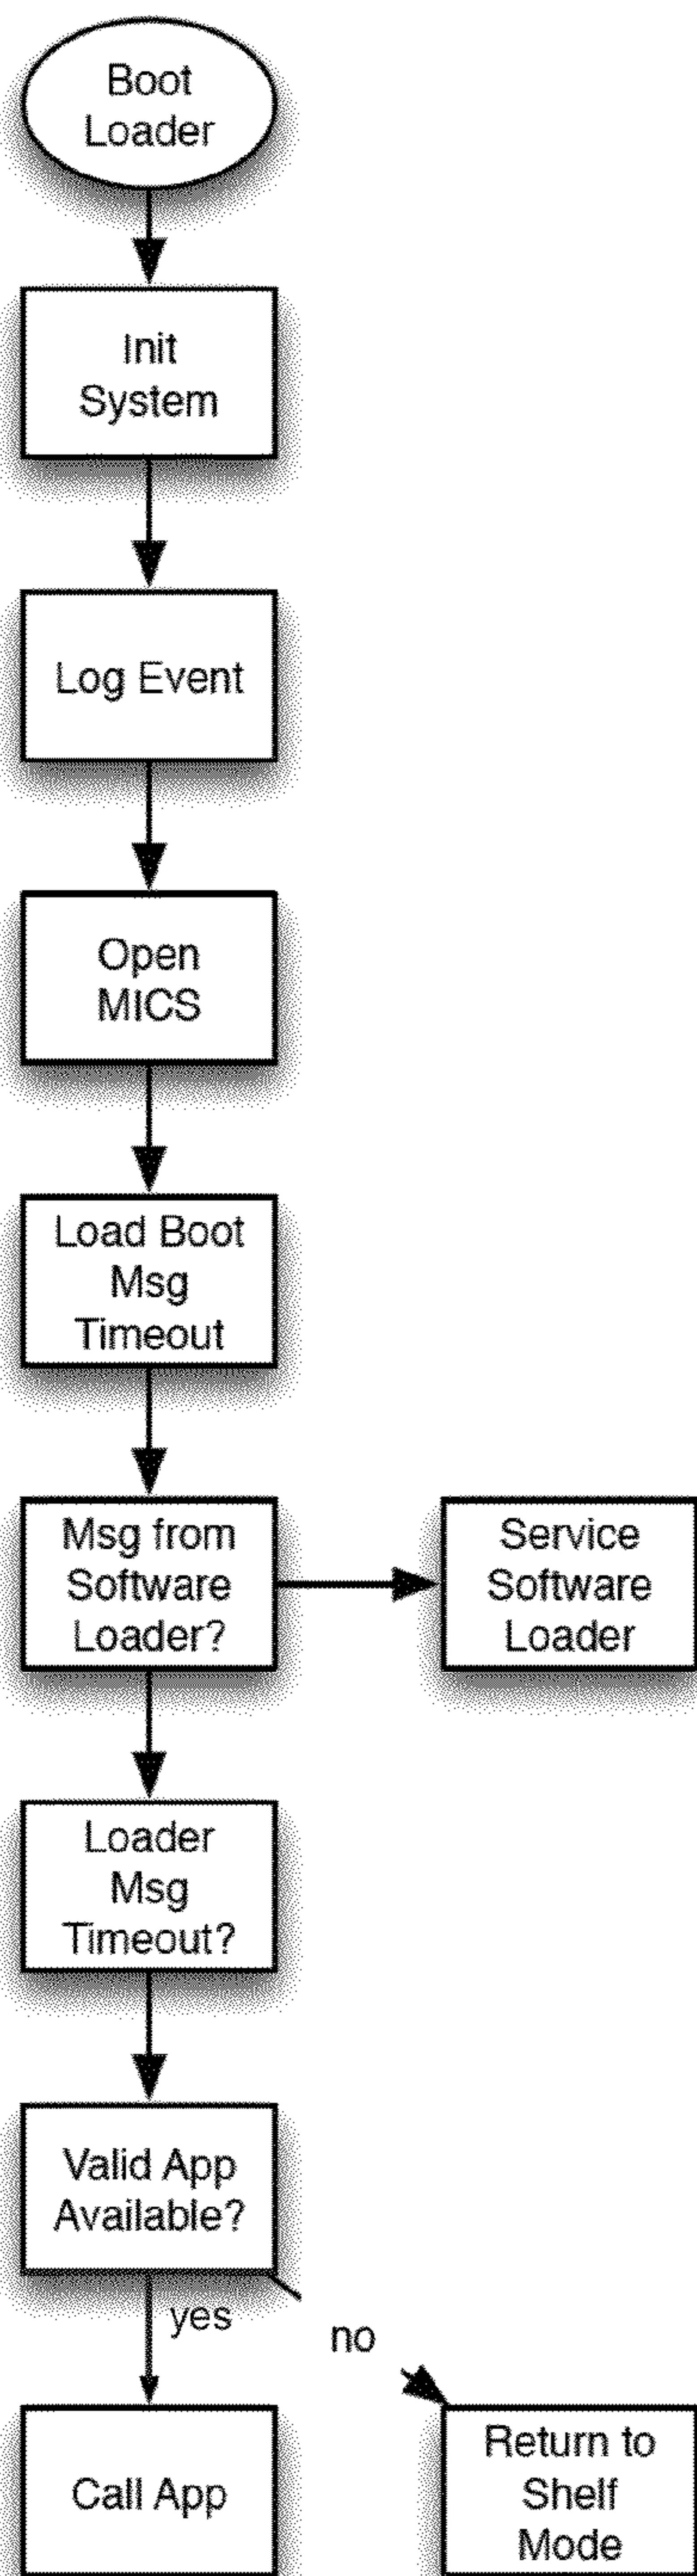 Boot
Loader
Init
System
Log Event
Open
MICS
Load Boot
Msg
Timeout
Msg from
Software
Loader?
Service
Software
Loader
Loader
Msg
Timeout?
Valid App
Available?
yes
no
Call App
Return to
Shelf
Mode